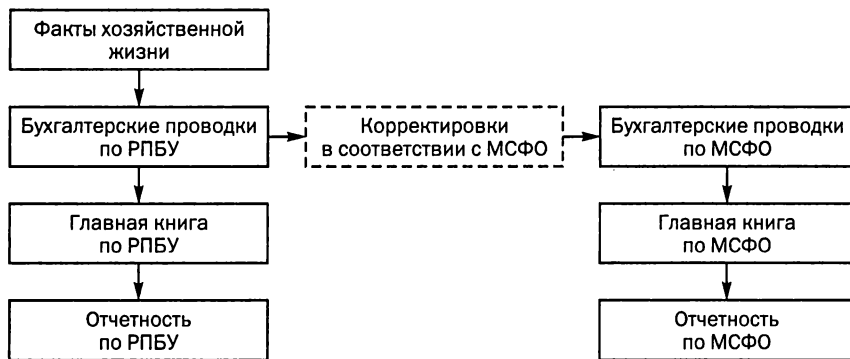 Факты хозяйственной
жизни
Бухгалтерские проводки
по РПБУ
Корректировки
в соответствии с МСФО
Бухгалтерские проводки
по МСФО
Главная книга
по РПБУ
Главная книга
по МСФО
Отчетность
по РПБУ
Отчетность
по МСФО